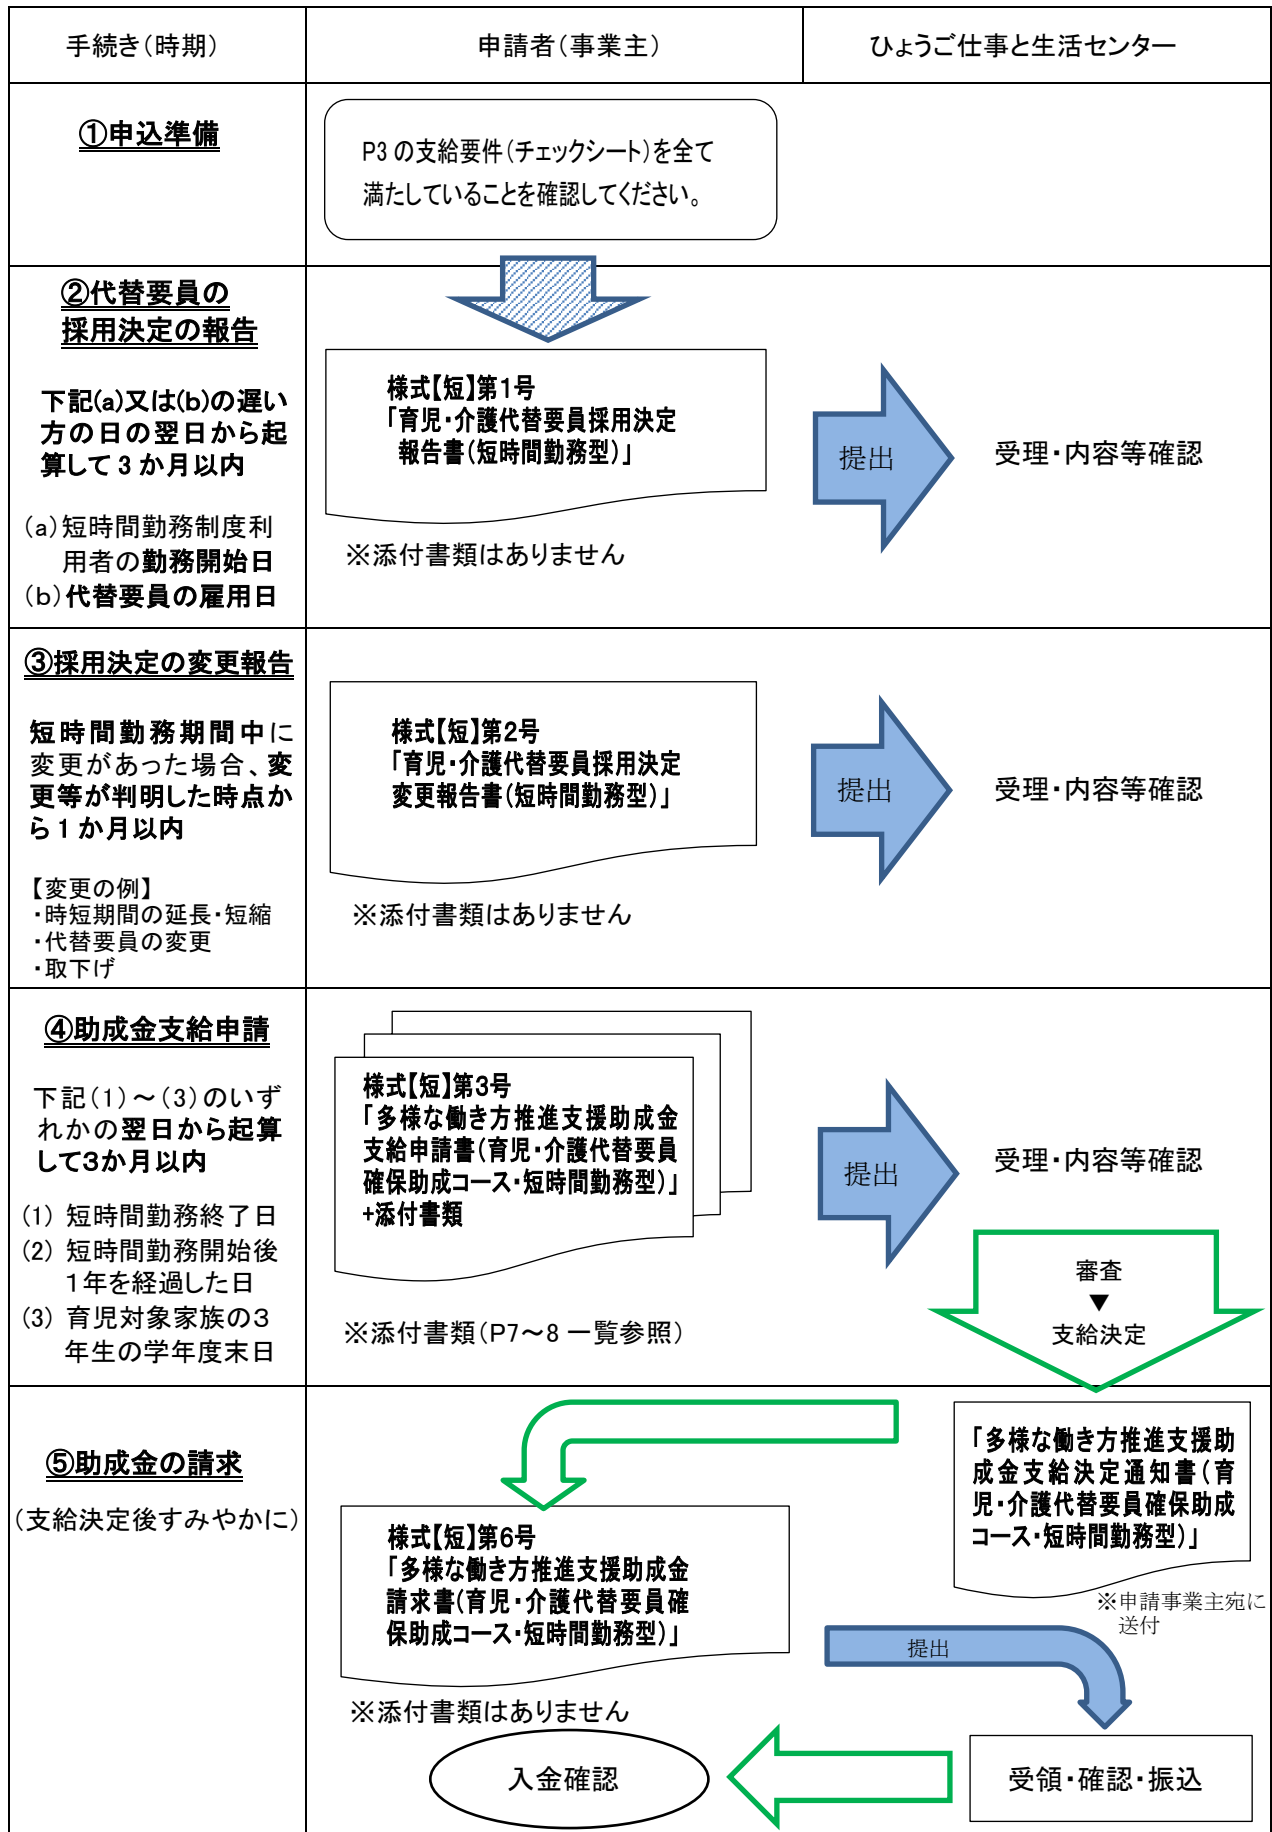 手続き（時期）
申請者（事業主）
ひょうご仕事と生活センター
①申込準備
P3 の支給要件（チェックシート）を全て
満たしていることを確認してください。
②代替要員の
採用決定の報告
下記(a)又は(b)の遅い
方の日の翌日から起
算して 3 か月以内
（a）短時間勤務制度利
用者の勤務開始日
（b）代替要員の雇用日
様式【短】第1号
「育児・介護代替要員採用決定
報告書（短時間勤務型）」
※添付書類はありません
提出
受理・内容等確認
③採用決定の変更報告
短時間勤務期間中に
変更があった場合、変
更等が判明した時点か
ら 1 か月以内
【変更の例】
・時短期間の延長・短縮
・代替要員の変更
・取下げ
様式【短】第2号
「育児・介護代替要員採用決定
変更報告書（短時間勤務型）」
※添付書類はありません
提出
受理・内容等確認
④助成金支給申請
下記（1）～（3）のいず
れかの翌日から起算
して3か月以内
(1) 短時間勤務終了日
(2) 短時間勤務開始後
１年を経過した日
(3) 育児対象家族の３
年生の学年度末日
様式【短】第3号
「多様な働き方推進支援助成金
支給申請書（育児・介護代替要員
確保助成コース・短時間勤務型）」
+添付書類
※添付書類（P7～8 一覧参照）
提出
受理・内容等確認
審査
▼
支給決定
⑤助成金の請求
（支給決定後すみやかに）
「多様な働き方推進支援助
成金支給決定通知書（育
児・介護代替要員確保助成
コース・短時間勤務型）」
※申請事業主宛に
送付
様式【短】第6号
「多様な働き方推進支援助成金
請求書（育児・介護代替要員確
保助成コース・短時間勤務型）」
※添付書類はありません
提出
受領・確認・振込
入金確認